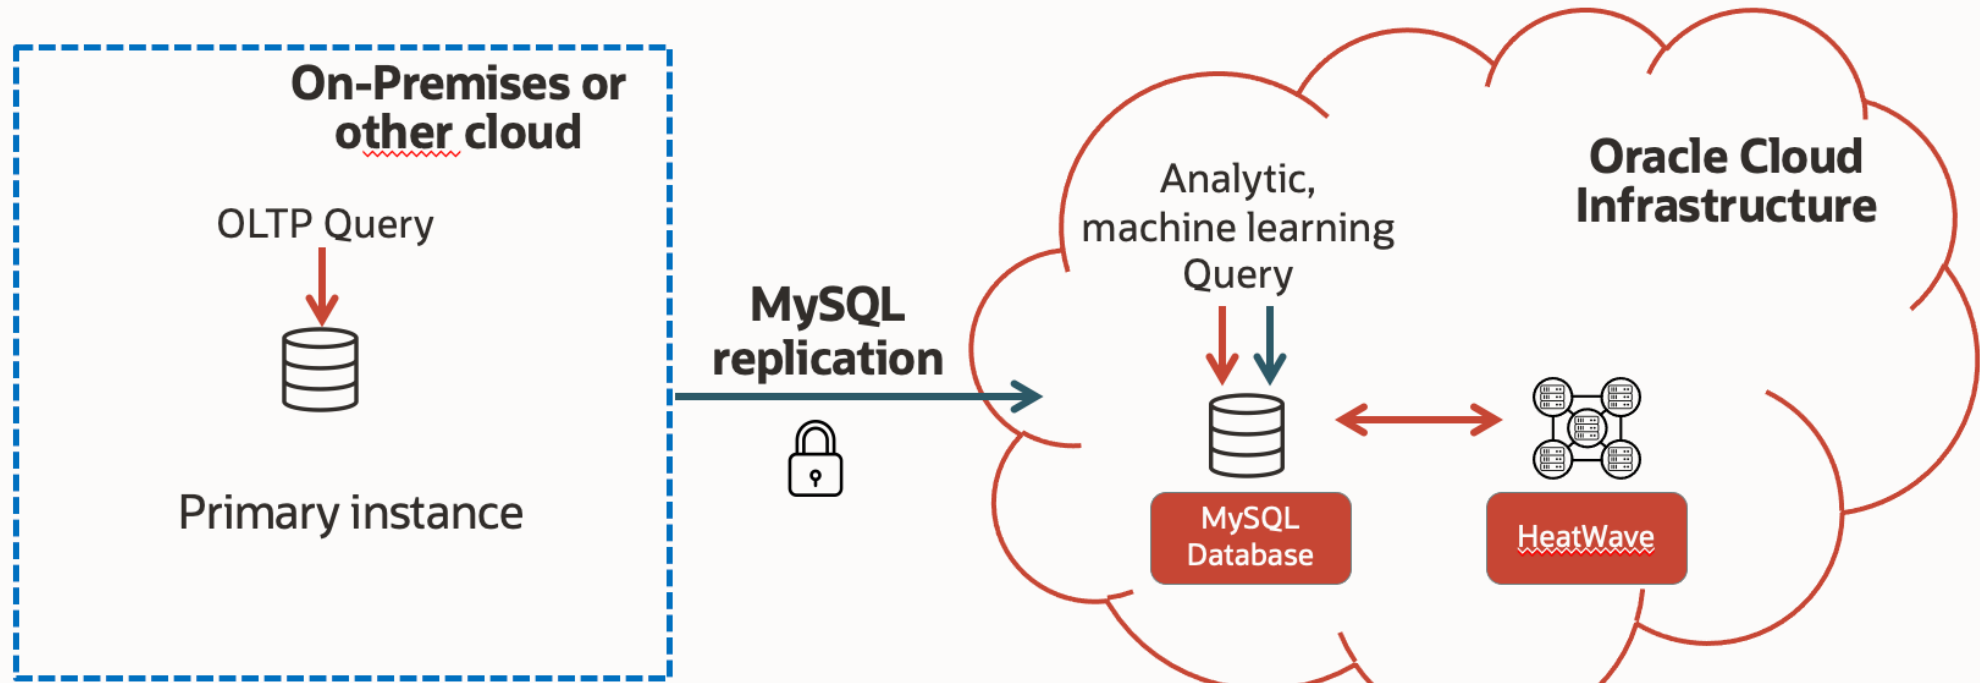 On-Premises or
other cloud
OLTP Query
Primary instance
MySQL
replication
Analytic,
machine learning
Query
Oracle Cloud
Infrastructure
MySQL
Database
HeatWave